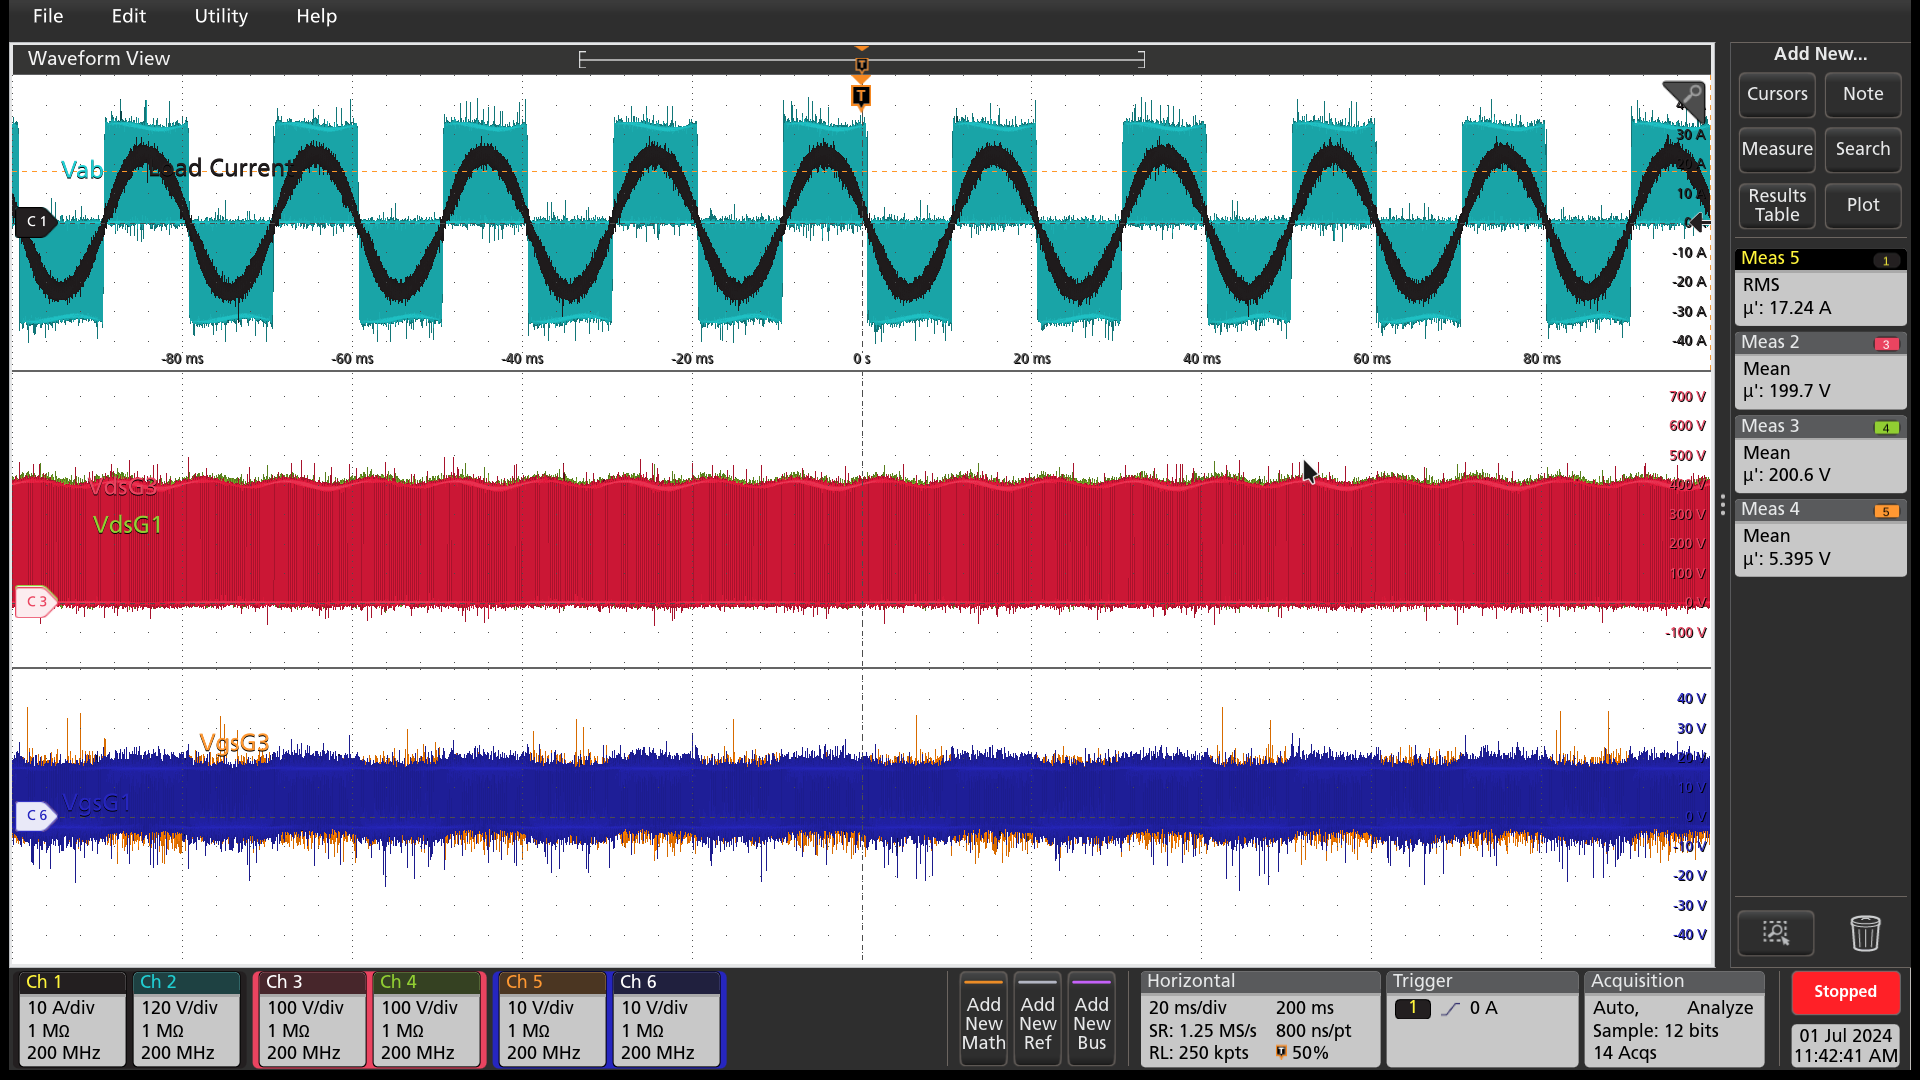 File Edit Utility Help
Waveform View
Add New...
Cursors Note
Measure Search
Results Table Plot
T
T
Vab
Load Current
C 1
30 A
20 A
10 A
0 A
-10 A
-20 A
-30 A
-40 A
-80 ms -60 ms -40 ms -20 ms 0 s 20 ms 40 ms 60 ms 80 ms
Meas 5 1
RMS
µ': 17.24 A
Meas 2 3
Mean
µ': 199.7 V
Meas 3 4
Mean
µ': 200.6 V
Meas 4 5
Mean
µ': 5.395 V
700 V
600 V
500 V
400 V
300 V
200 V
100 V
0 V
-100 V
VdsG3
VdsG1
C 3
40 V
30 V
20 V
10 V
0 V
-10 V
-20 V
-30 V
-40 V
VgsG3
VgsG1
C 6
Ch 1
10 A/div
1 MΩ
200 MHz
Ch 2
120 V/div
1 MΩ
200 MHz
Ch 3
100 V/div
1 MΩ
200 MHz
Ch 4
100 V/div
1 MΩ
200 MHz
Ch 5
10 V/div
1 MΩ
200 MHz
Ch 6
10 V/div
1 MΩ
200 MHz
Add New Math
Add New Ref
Add New Bus
Horizontal
20 ms/div 200 ms
SR: 1.25 MS/s 800 ns/pt
RL: 250 kpts T 50%
Trigger
1 0 A
Acquisition
Auto, Analyze
Sample: 12 bits
14 Acqs
Stopped
01 Jul 2024
11:42:41 AM